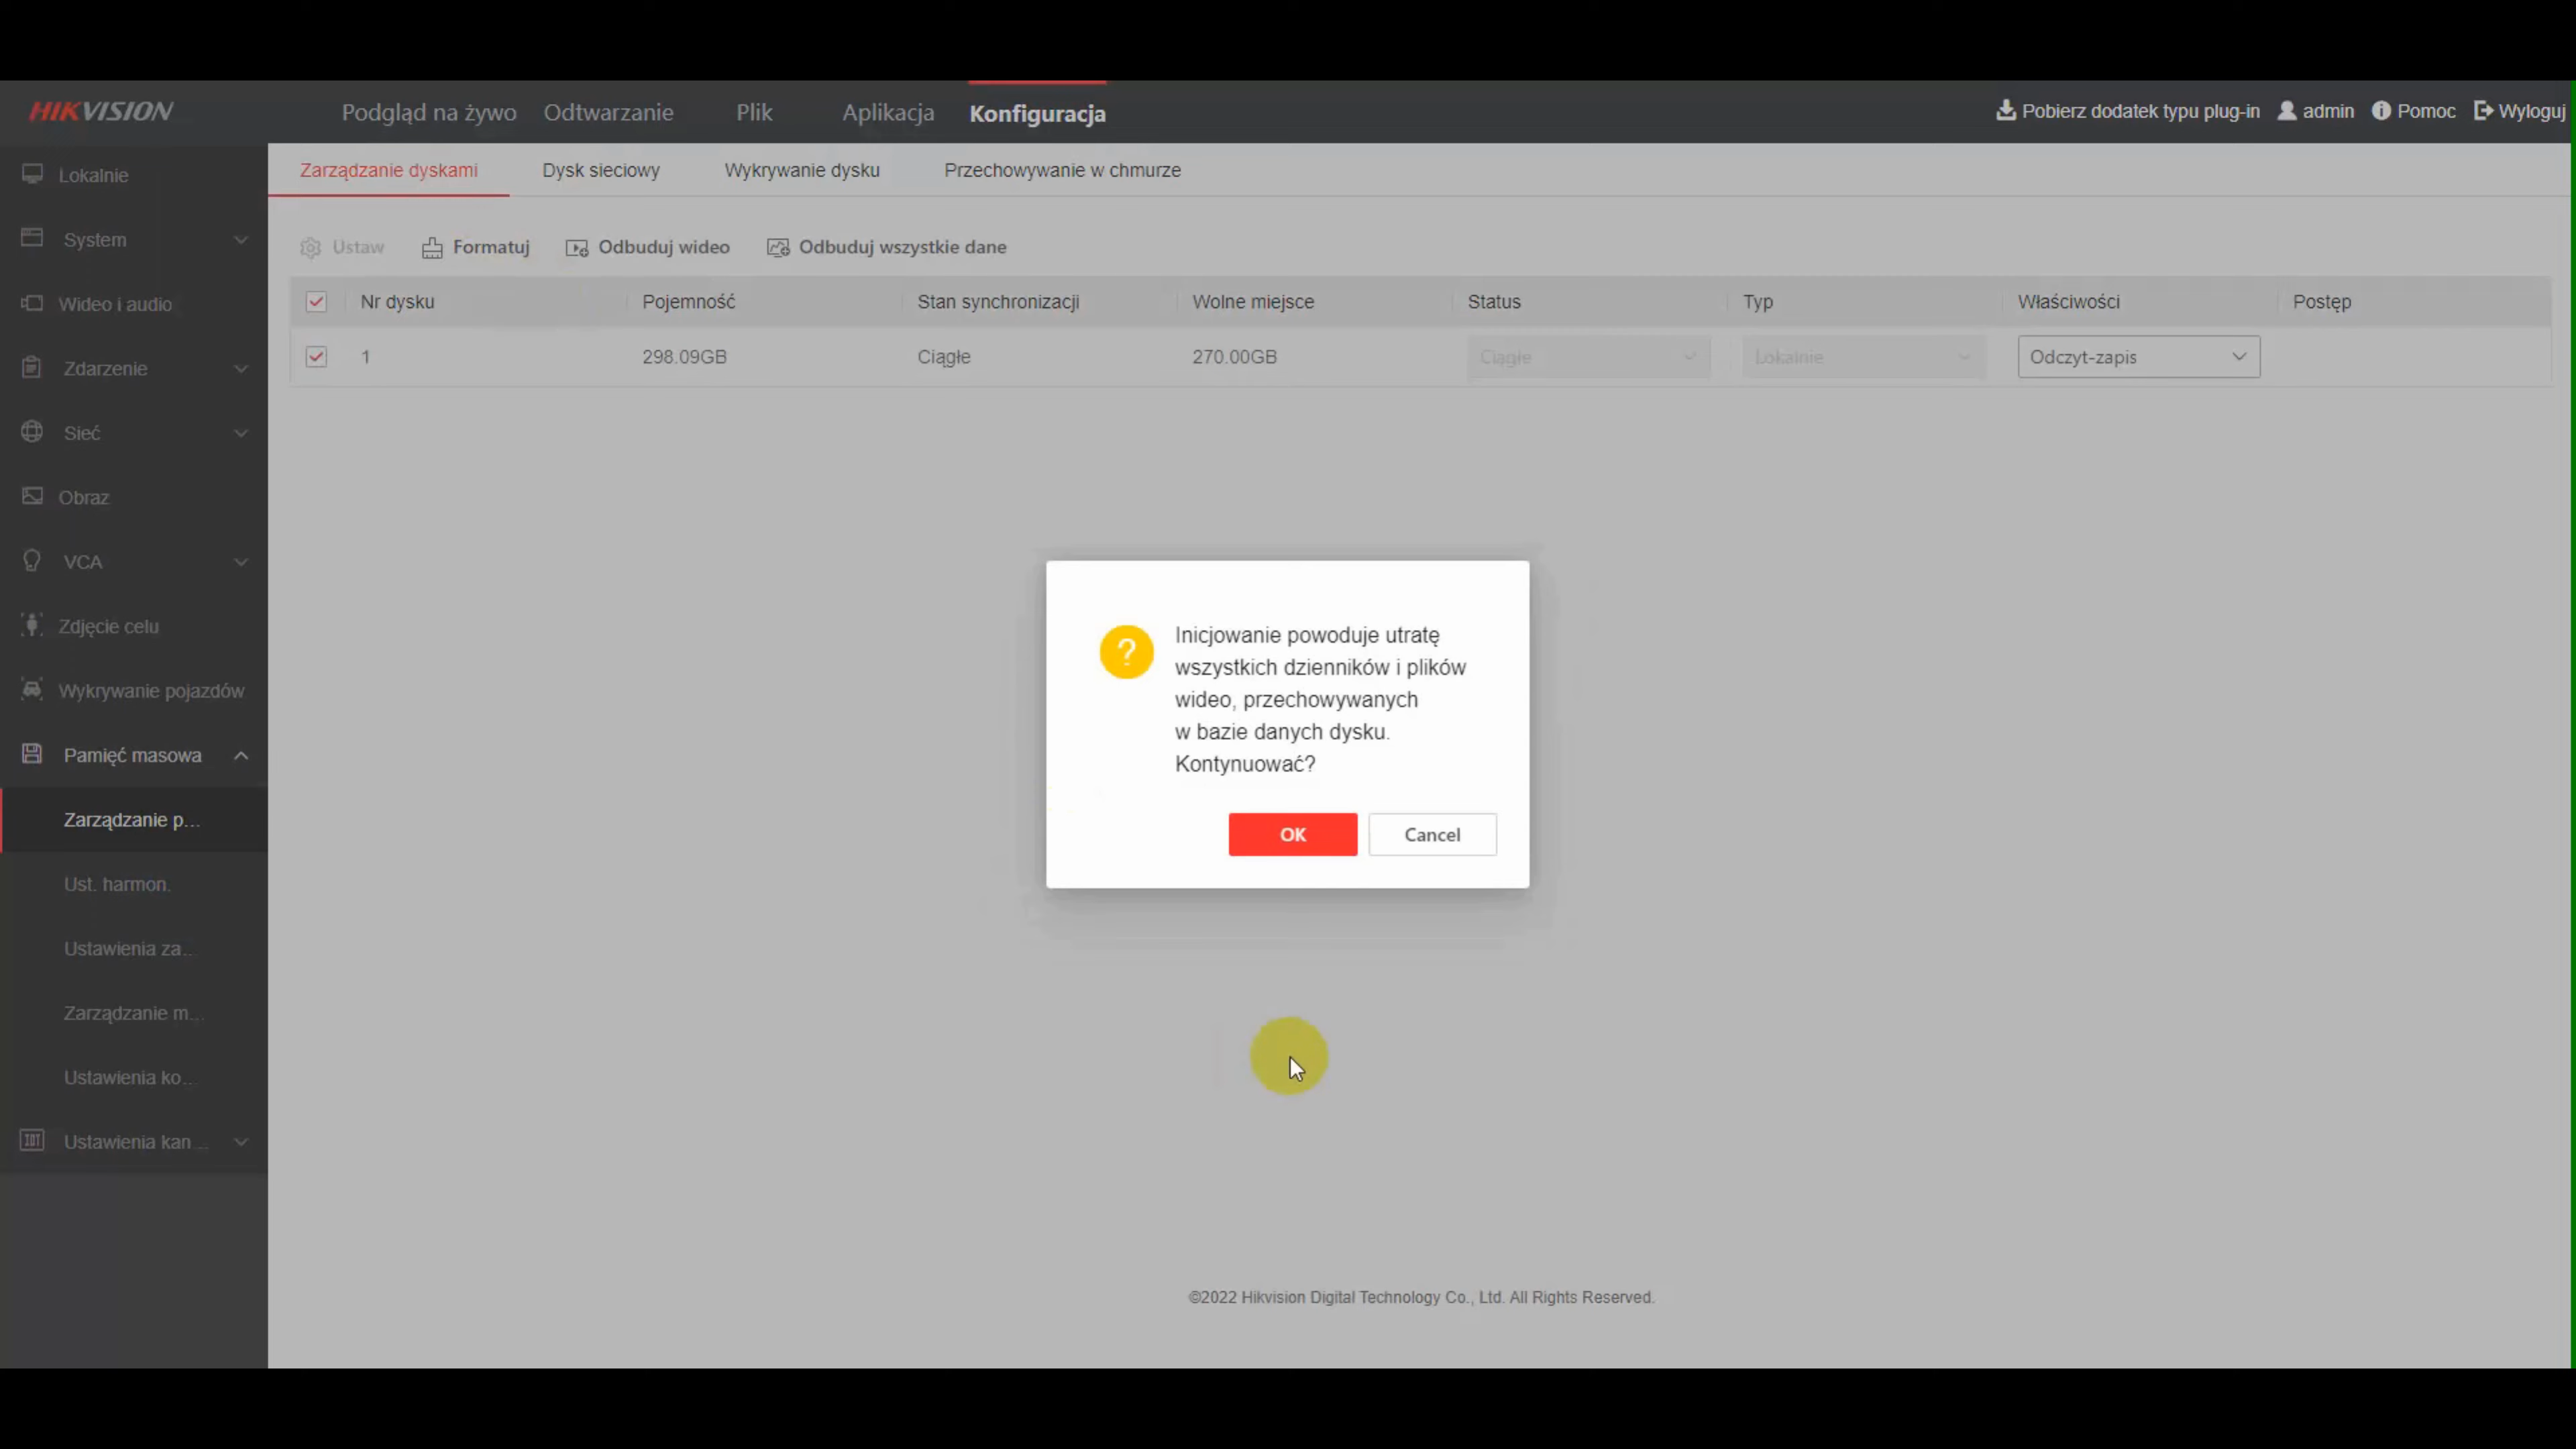 HIKVISION
Podgląd na żywo
Odtwarzanie
Plik
Aplikacja
Konfiguracja
Pobierz dodatek typu plug-in
admin
Pomoc
Wyloguj
Lokalnie
System
Wideo i audio
Zdarzenie
Sieć
Obraz
VCA
Zdjęcie celu
Wykrywanie pojazdów
Pamięć masowa
Zarządzanie p...
Ust. harmon.
Ustawienia za...
Zarządzanie m...
Ustawienia ko...
Ustawienia kan...
Zarządzanie dyskami
Dysk sieciowy
Wykrywanie dysku
Przechowywanie w chmurze
Ustaw
Formatuj
Odbuduj wideo
Odbuduj wszystkie dane
Nr dysku
Pojemność
Stan synchronizacji
Wolne miejsce
Status
Typ
Właściwości
Postęp
1
298.09GB
Ciągłe
270.00GB
Ciągłe
Lokalnie
Odczyt-zapis
Inicjowanie powoduje utratę
wszystkich dzienników i plików
wideo, przechowywanych
w bazie danych dysku.
Kontynuować?
OK
Cancel
©2022 Hikvision Digital Technology Co., Ltd. All Rights Reserved.